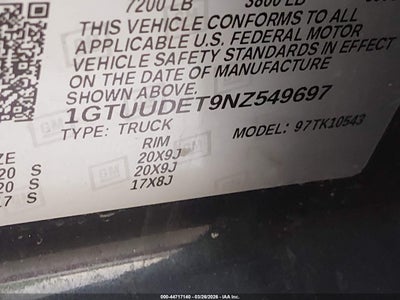 7200 LB 3800 LB
THIS VEHICLE CONFORMS TO ALL
APPLICABLE U.S. FEDERAL MOTOR
VEHICLE SAFETY STANDARDS IN EFFECT
ON THE DATE OF MANUFACTURE
SHOWN ABOVE.
1GTUUDET9NZ549697
TYPE: TRUCK MODEL: 97TK10543
ZE RIM
20 S 20X9J
20 S 20X9J
7 S 17X8J
GM
000-44717140 - 03/26/2026 - IAA Inc.